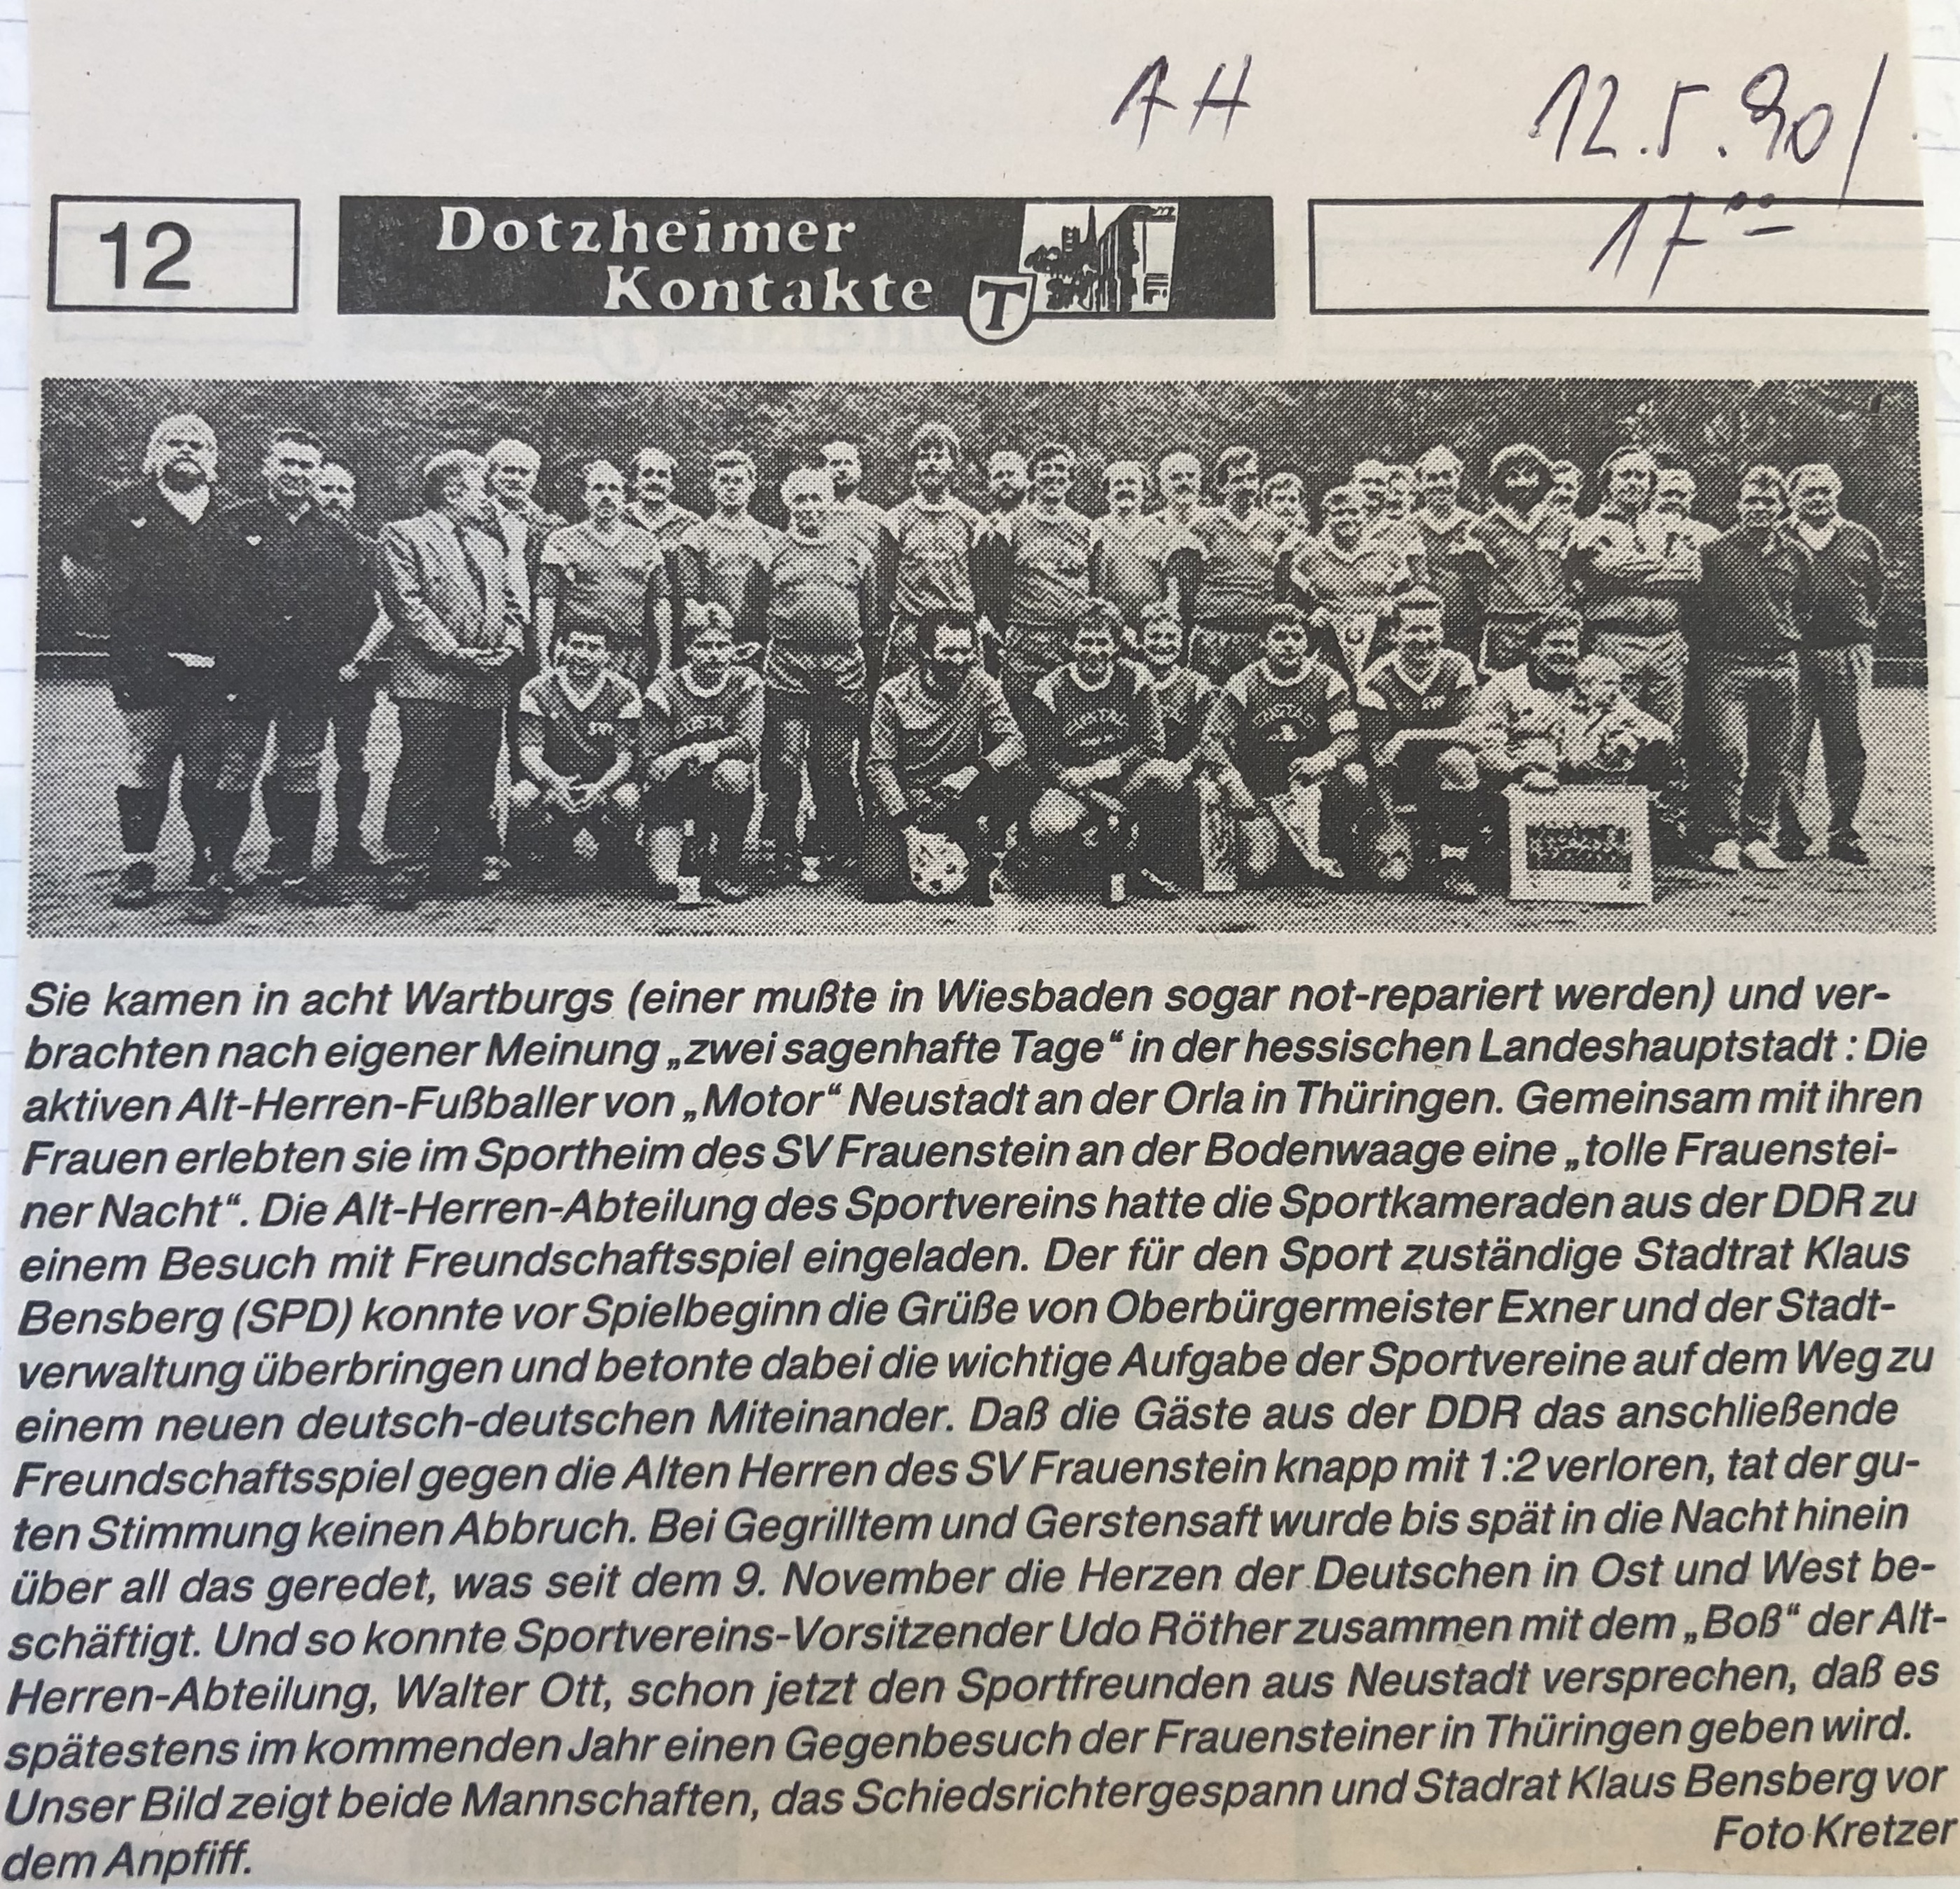 AH 12.5.90/
17⁰⁰
12
Dotzheimer
Kontakte
T
Sie kamen in acht Wartburgs (einer mußte in Wiesbaden sogar not-repariert werden) und ver-
brachten nach eigener Meinung „zwei sagenhafte Tage“ in der hessischen Landeshauptstadt : Die
aktiven Alt-Herren-Fußballer von „Motor“ Neustadt an der Orla in Thüringen. Gemeinsam mit ihren
Frauen erlebten sie im Sportheim des SV Frauenstein an der Bodenwaage eine „tolle Frauenstei-
ner Nacht“. Die Alt-Herren-Abteilung des Sportvereins hatte die Sportkameraden aus der DDR zu
einem Besuch mit Freundschaftsspiel eingeladen. Der für den Sport zuständige Stadtrat Klaus
Bensberg (SPD) konnte vor Spielbeginn die Grüße von Oberbürgermeister Exner und der Stadt-
verwaltung überbringen und betonte dabei die wichtige Aufgabe der Sportvereine auf dem Weg zu
einem neuen deutsch-deutschen Miteinander. Daß die Gäste aus der DDR das anschließende
Freundschaftsspiel gegen die Alten Herren des SV Frauenstein knapp mit 1:2 verloren, tat der gu-
ten Stimmung keinen Abbruch. Bei Gegrilltem und Gerstensaft wurde bis spät in die Nacht hinein
über all das geredet, was seit dem 9. November die Herzen der Deutschen in Ost und West be-
schäftigt. Und so konnte Sportvereins-Vorsitzender Udo Röther zusammen mit dem „Boß“ der Alt-
Herren-Abteilung, Walter Ott, schon jetzt den Sportfreunden aus Neustadt versprechen, daß es
spätestens im kommenden Jahr einen Gegenbesuch der Frauensteiner in Thüringen geben wird.
Unser Bild zeigt beide Mannschaften, das Schiedsrichtergespann und Stadrat Klaus Bensberg vor
dem Anpfiff. Foto Kretzer